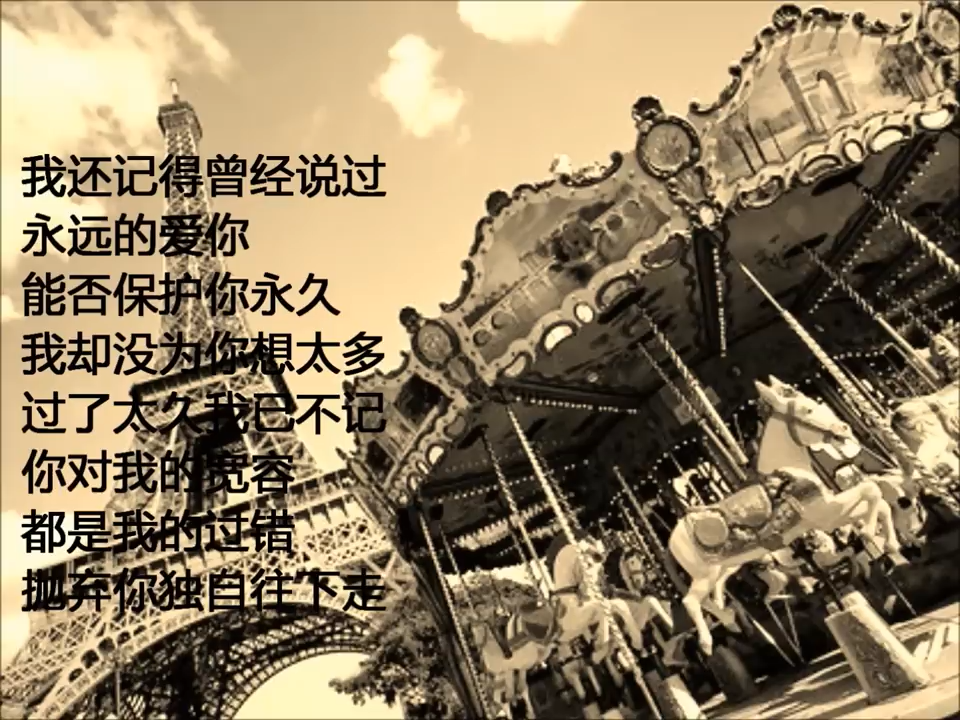 我还记得曾经说过
永远的爱你
能否保护你永久
我却没为你想太多
过了太久我已不记
你对我的宽容
都是我的过错
抛弃你独自往下走